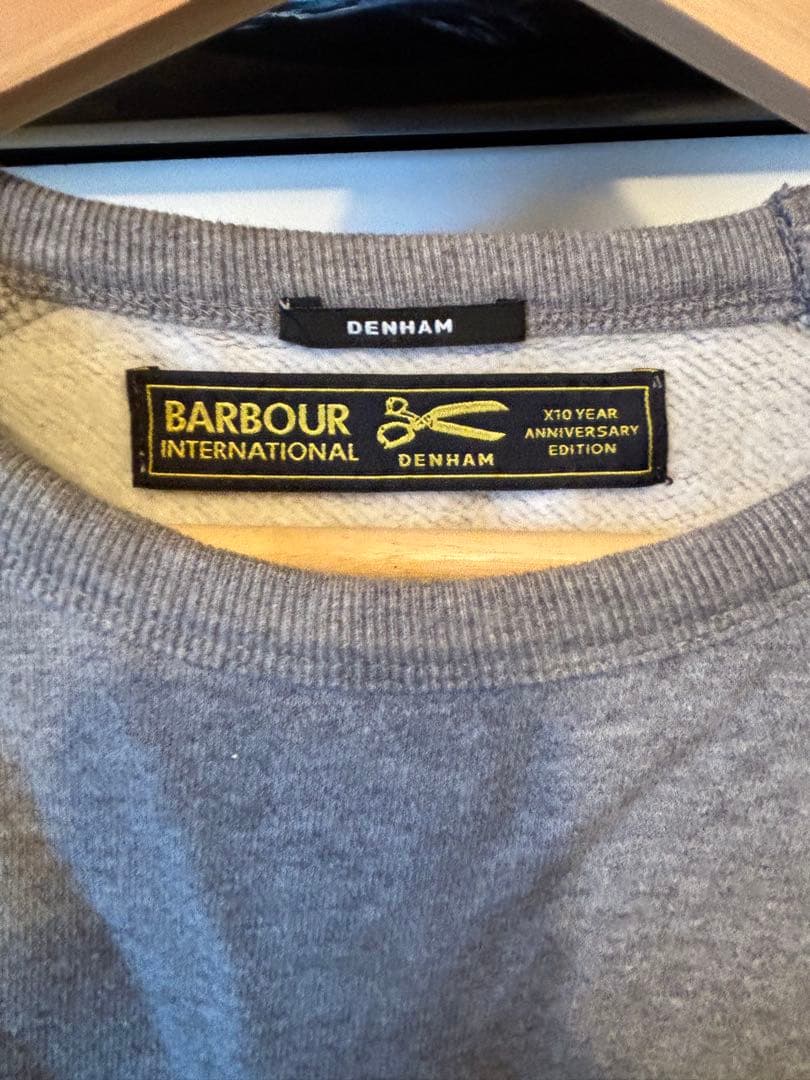 DENHAM
BARBOUR
INTERNATIONAL
DENHAM
X10 YEAR
ANNIVERSARY
EDITION